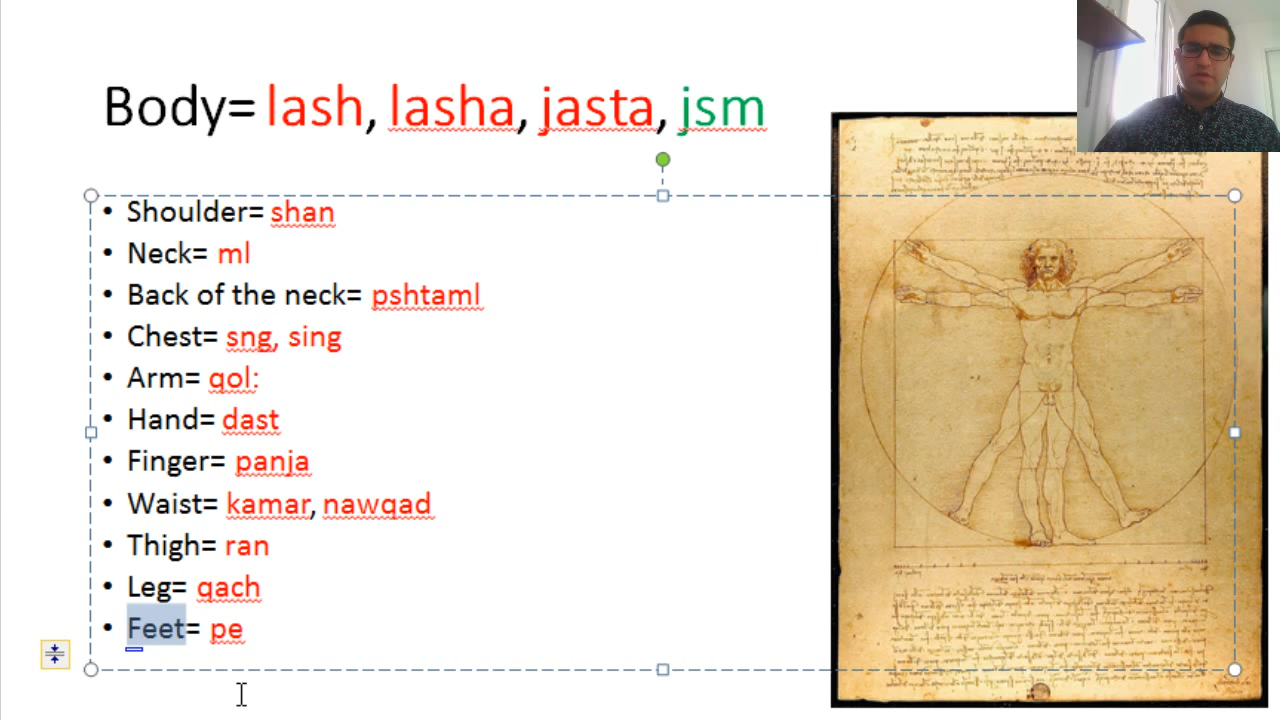 Body= lash, lasha, jasta, jsm
• Shoulder= shan
• Neck= ml
• Back of the neck= pshtaml
• Chest= sng, sing
• Arm= qol:
• Hand= dast
• Finger= panja
• Waist= kamar, nawqad
• Thigh= ran
• Leg= qach
• Feet= pe